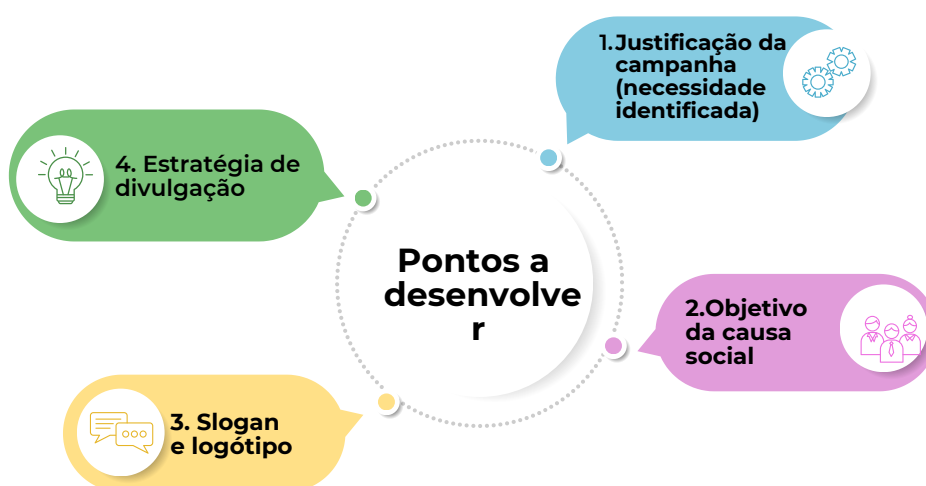 1.Justificação da
campanha
(necessidade
identificada)
4. Estratégia de
divulgação
Pontos a
desenvolve
r
2.Objetivo
da causa
social
3. Slogan
e logótipo